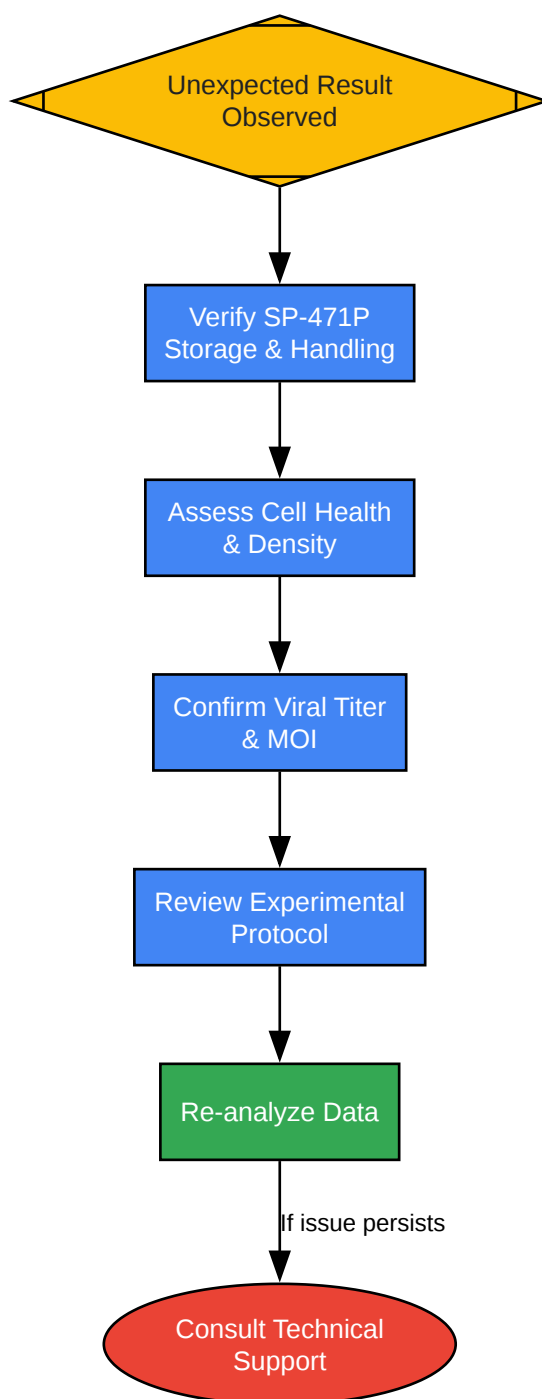 Unexpected Result
Observed
Verify SP-471P
Storage & Handling
Assess Cell Health
& Density
Confirm Viral Titer
& MOI
Review Experimental
Protocol
Re-analyze Data
If issue persists
Consult Technical
Support